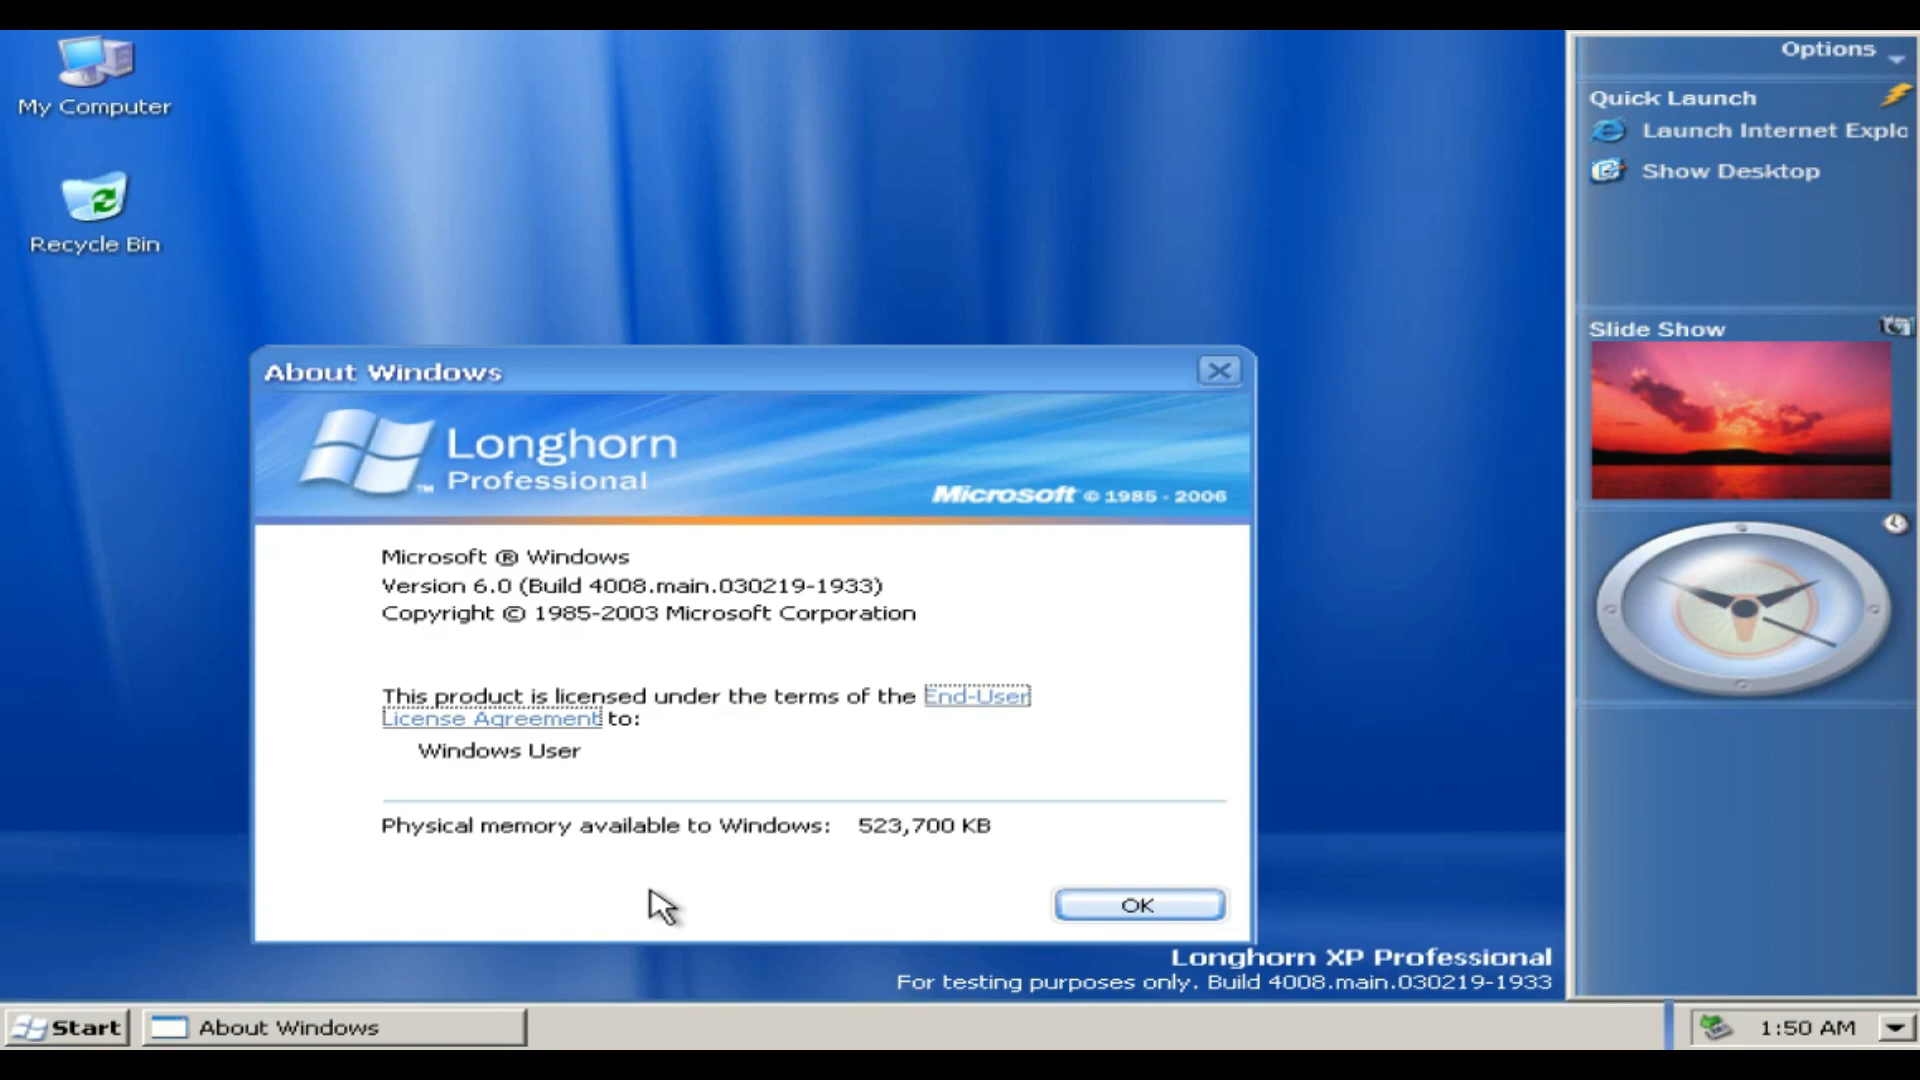 My Computer
Recycle Bin
Options
Quick Launch
Launch Internet Explo
Show Desktop
Slide Show
About Windows
Longhorn
Professional
™
Microsoft © 1985 - 2006
Microsoft ® Windows
Version 6.0 (Build 4008.main.030219-1933)
Copyright © 1985-2003 Microsoft Corporation
This product is licensed under the terms of the End-User
License Agreement to:
Windows User
Physical memory available to Windows: 523,700 KB
OK
Longhorn XP Professional
For testing purposes only. Build 4008.main.030219-1933
Start
About Windows
1:50 AM